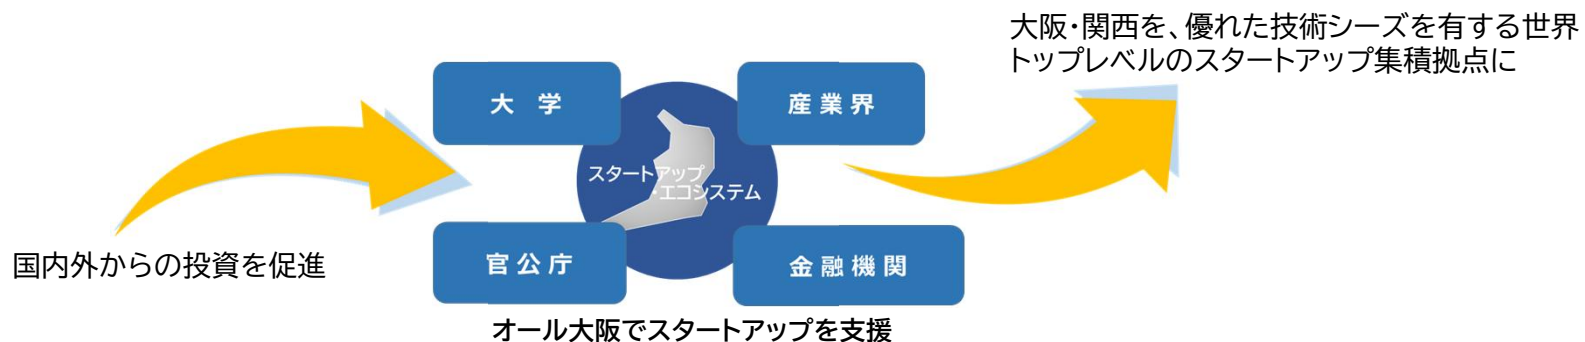 大阪・関西を、優れた技術シーズを有する世界
トップレベルのスタートアップ集積拠点に
大 学
産業界
スタートアップ
・エコシステム
官公庁
金融機関
国内外からの投資を促進
オール大阪でスタートアップを支援